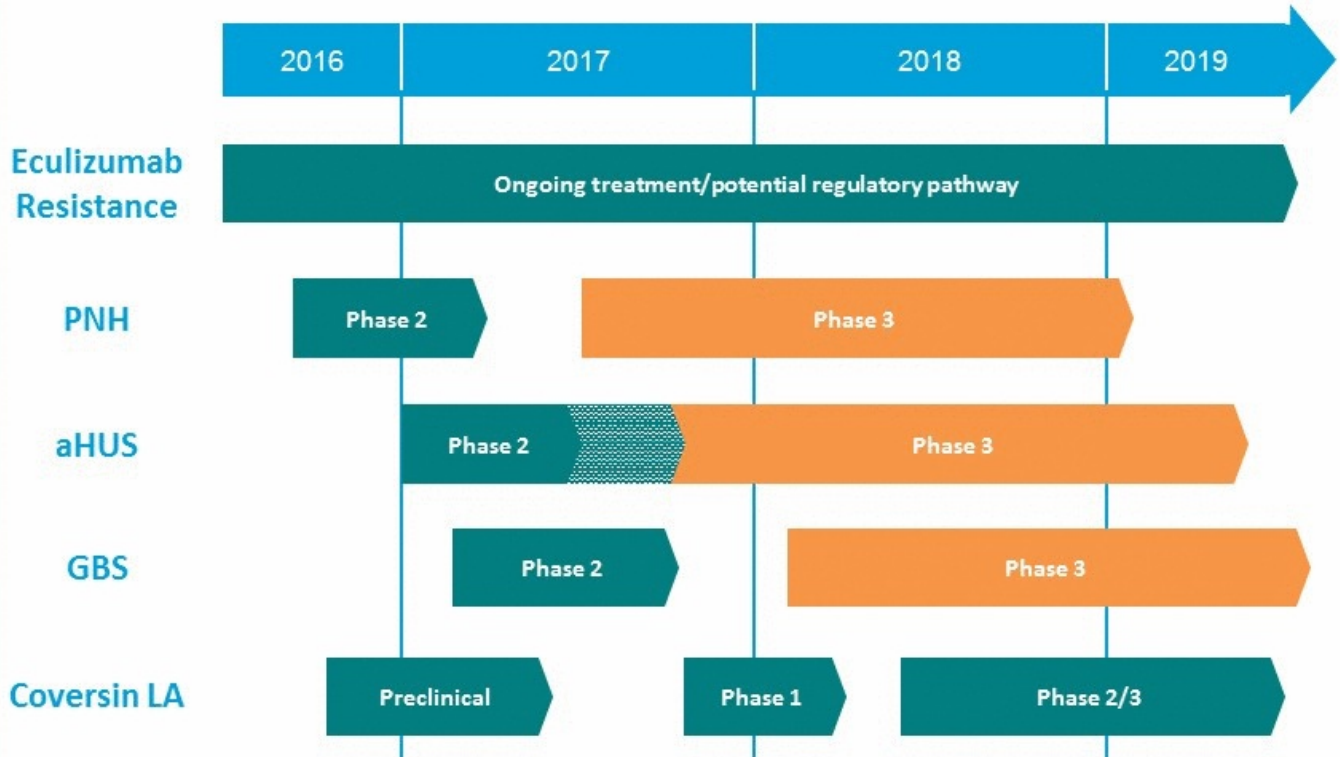 2016 2017 2018 2019
Eculizumab
Resistance
Ongoing treatment/potential regulatory pathway
PNH
Phase 2
Phase 3
aHUS
Phase 2
Phase 3
GBS
Phase 2
Phase 3
Coversin LA
Preclinical
Phase 1
Phase 2/3